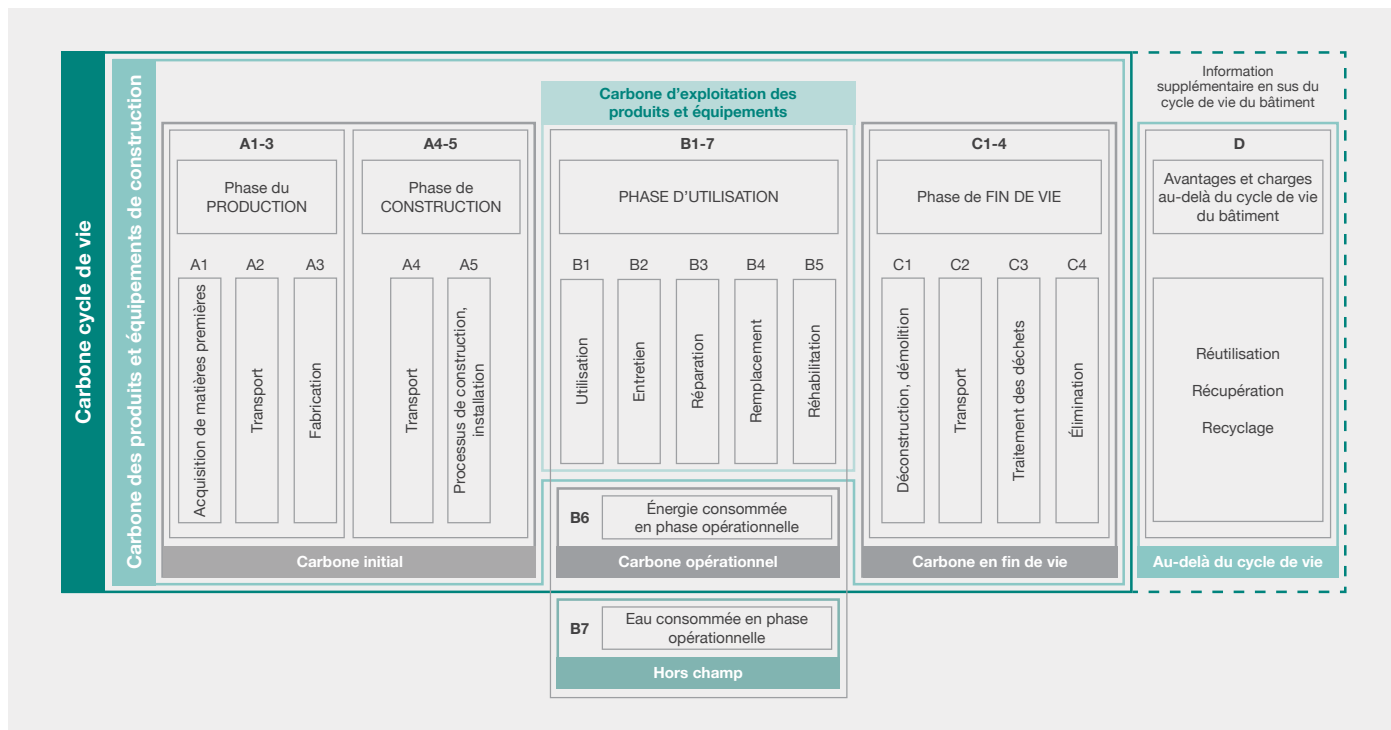 Carbone cycle de vie
Carbone des produits et équipements de construction
Carbone d’exploitation des
produits et équipements
Information
supplémentaire en sus du
cycle de vie du bâtiment
A1-3
Phase du
PRODUCTION
A1
Acquisition de matières premières
A2
Transport
A3
Fabrication
A4-5
Phase de
CONSTRUCTION
A4
Transport
A5
Processus de construction,
installation
Carbone initial
B1-7
PHASE D’UTILISATION
B1
Utilisation
B2
Entretien
B3
Réparation
B4
Remplacement
B5
Réhabilitation
B6
Énergie consommée
en phase opérationnelle
Carbone opérationnel
B7
Eau consommée en phase
opérationnelle
Hors champ
C1-4
Phase de FIN DE VIE
C1
Déconstruction, démolition
C2
Transport
C3
Traitement des déchets
C4
Élimination
Carbone en fin de vie
D
Avantages et charges
au-delà du cycle de vie
du bâtiment
Réutilisation
Récupération
Recyclage
Au-delà du cycle de vie